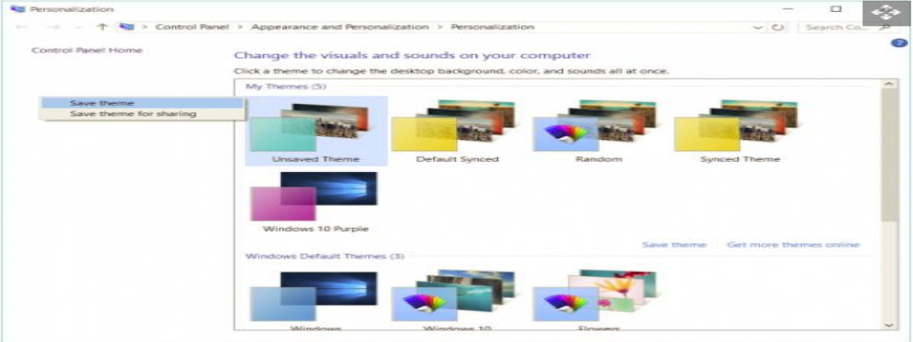 Personalization
Control Panel > Appearance and Personalization > Personalization
Search Co...
Control Panel Home
Change the visuals and sounds on your computer
Click a theme to change the desktop background, color, and sounds all at once.
My Themes (5)
Save theme
Save theme for sharing
Unsaved Theme Default Synced Random Synced Theme
Windows 10 Purple
Save theme Get more themes online
Windows Default Themes (3)
Windows Windows 10 Flowers